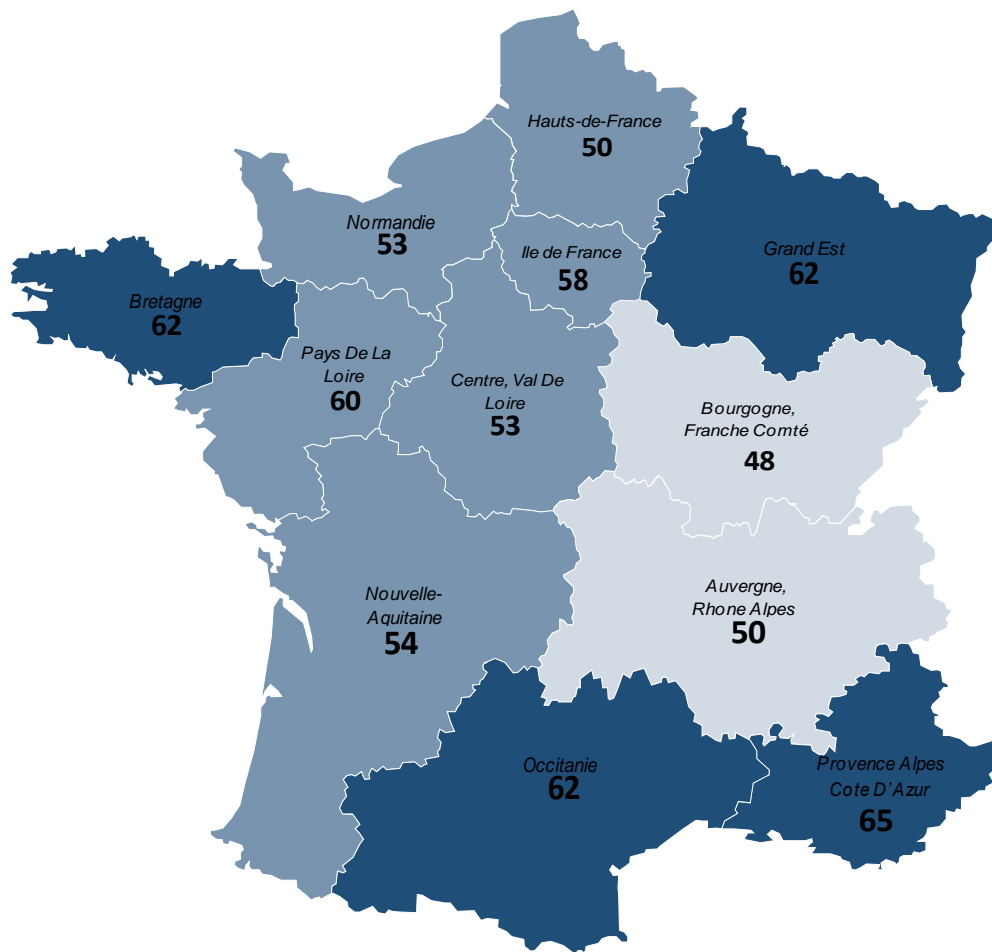 Hauts-de-France
50
Normandie
53
Ile de France
58
Grand Est
62
Bretagne
62
Pays De La
Loire
60
Centre, Val De
Loire
53
Bourgogne,
Franche Comté
48
Nouvelle-
Aquitaine
54
Auvergne,
Rhone Alpes
50
Occitanie
62
Provence Alpes
Cote D'Azur
65